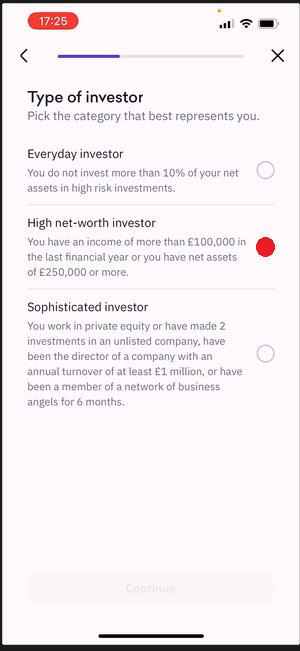 17:25
Type of investor
Pick the category that best represents you.
Everyday investor
You do not invest more than 10% of your net
assets in high risk investments.
High net-worth investor
You have an income of more than £100,000 in
the last financial year or you have net assets
of £250,000 or more.
Sophisticated investor
You work in private equity or have made 2
investments in an unlisted company, have
been the director of a company with an
annual turnover of at least £1 million, or have
been a member of a network of business
angels for 6 months.
Continue